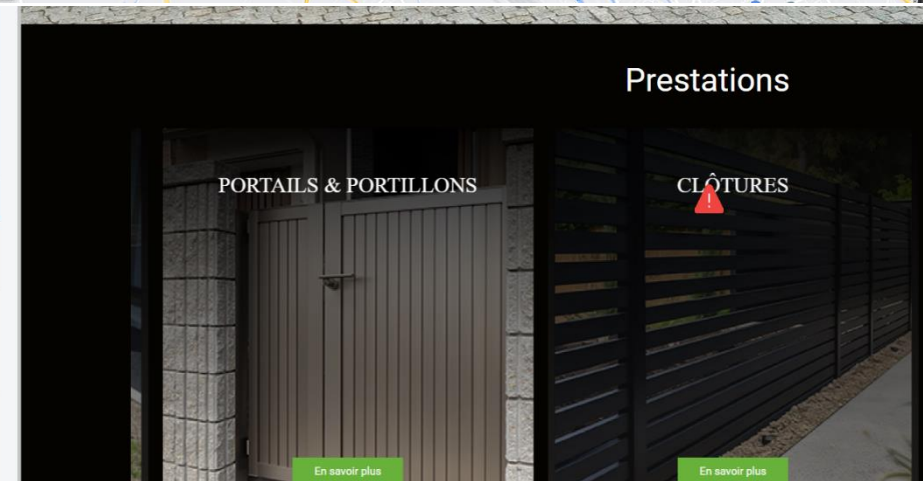 Prestations
PORTAILS & PORTILLONS
CLÔTURES
En savoir plus
En savoir plus